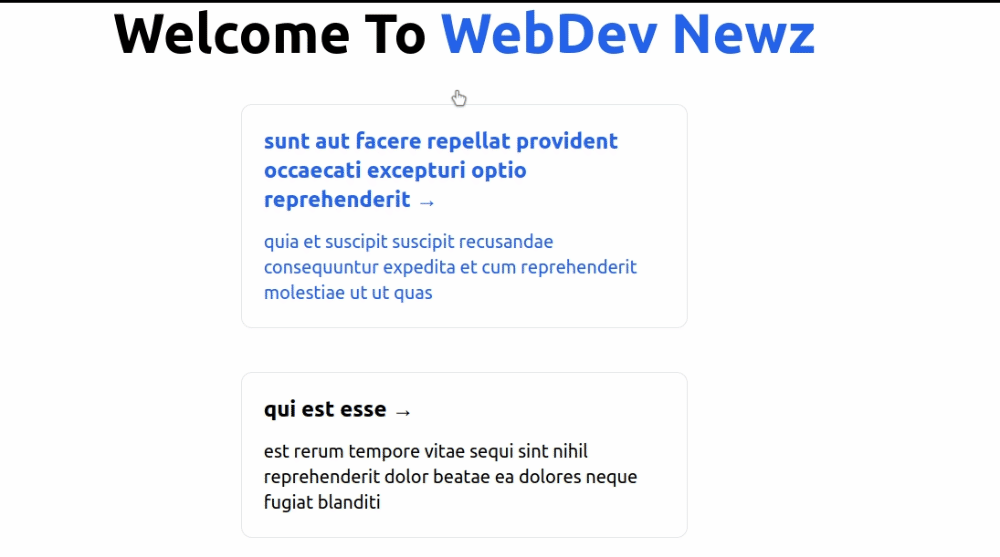 Welcome To WebDev Newz
sunt aut facere repellat provident
occaecati excepturi optio
reprehenderit →
quia et suscipit suscipit recusandae
consequuntur expedita et cum reprehenderit
molestiae ut ut quas
qui est esse →
est rerum tempore vitae sequi sint nihil
reprehenderit dolor beatae ea dolores neque
fugiat blanditi